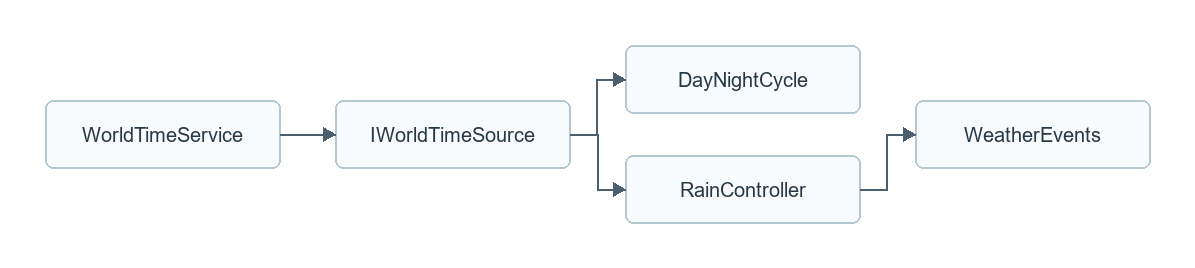 WorldTimeService
IWorldTimeSource
DayNightCycle
RainController
WeatherEvents